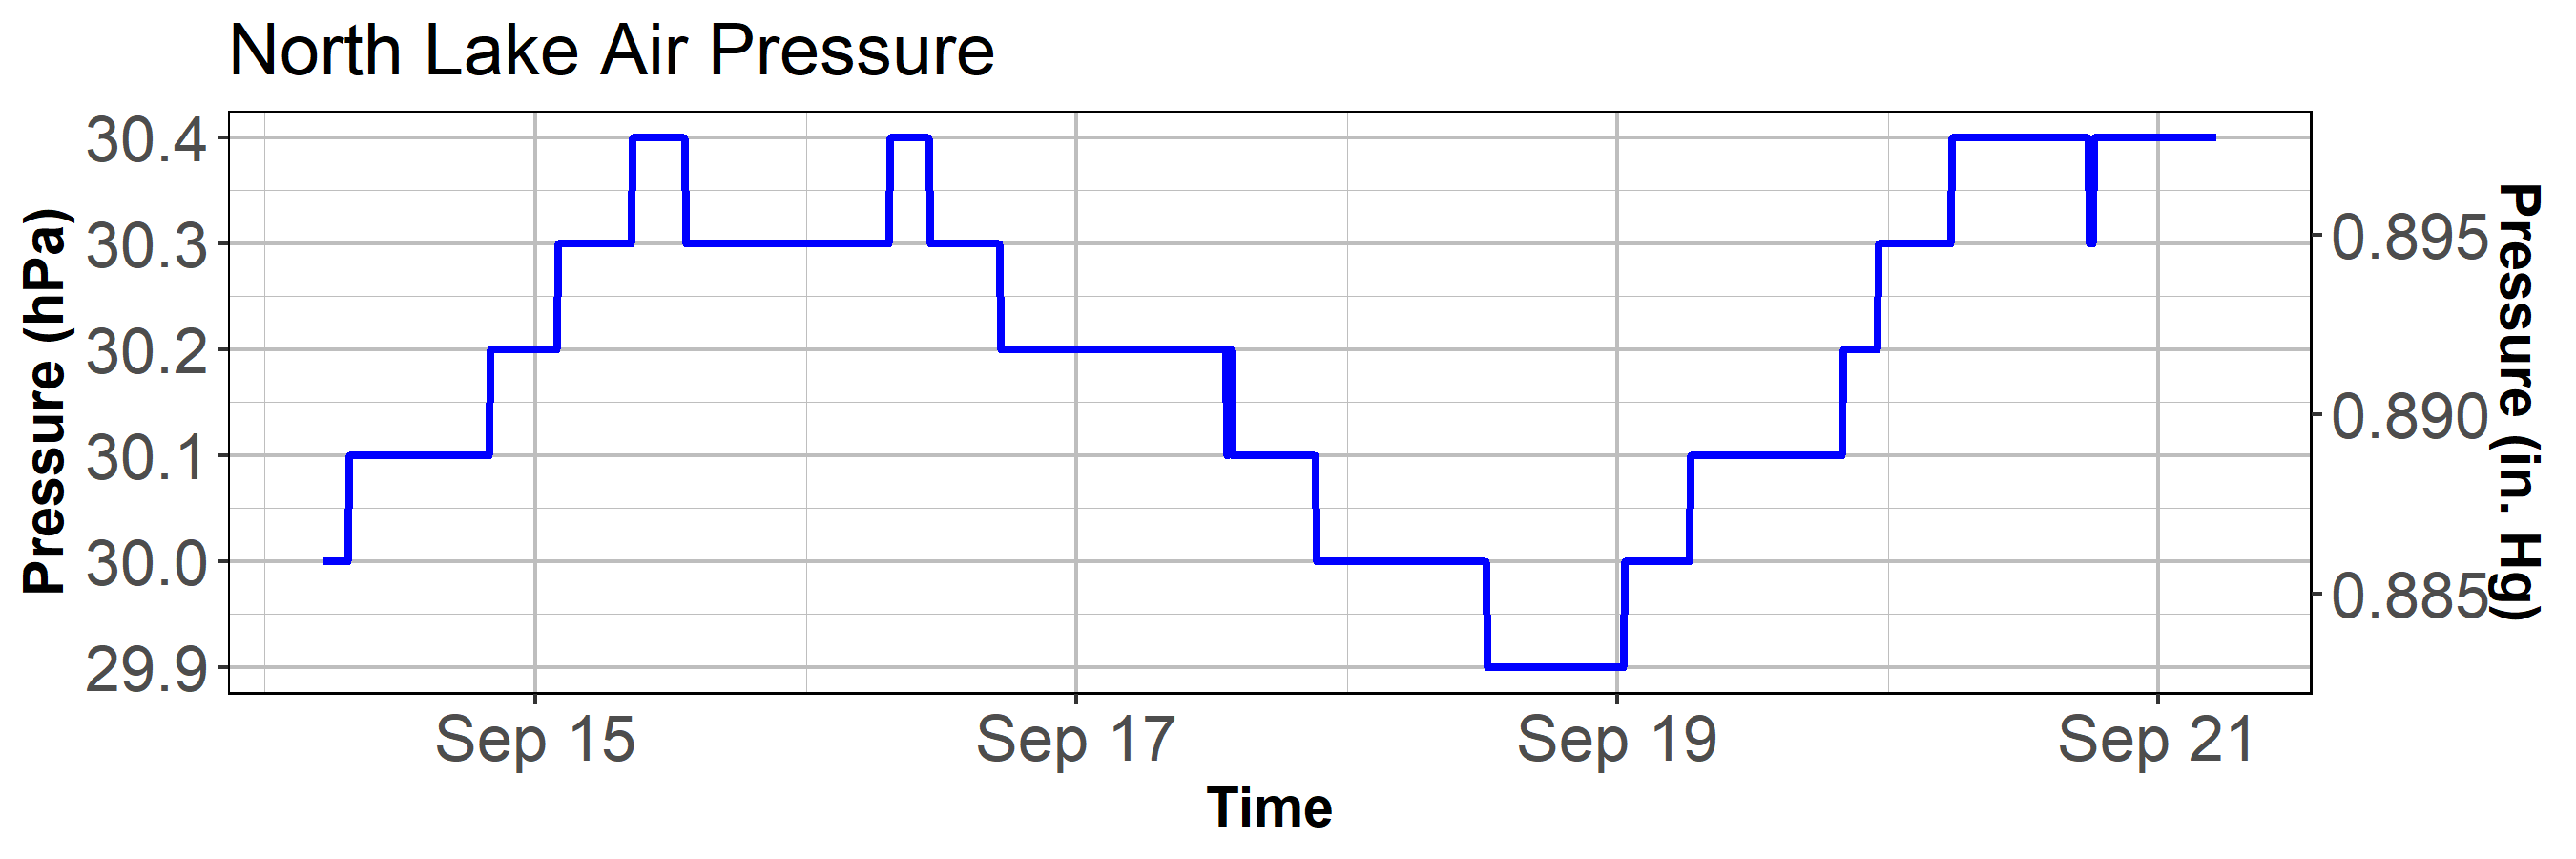 North Lake Air Pressure
Pressure (hPa)
30.4
30.3
30.2
30.1
30.0
29.9
0.895
0.890
0.885
Pressure (in. Hg)
Sep 15
Sep 17
Sep 19
Sep 21
Time